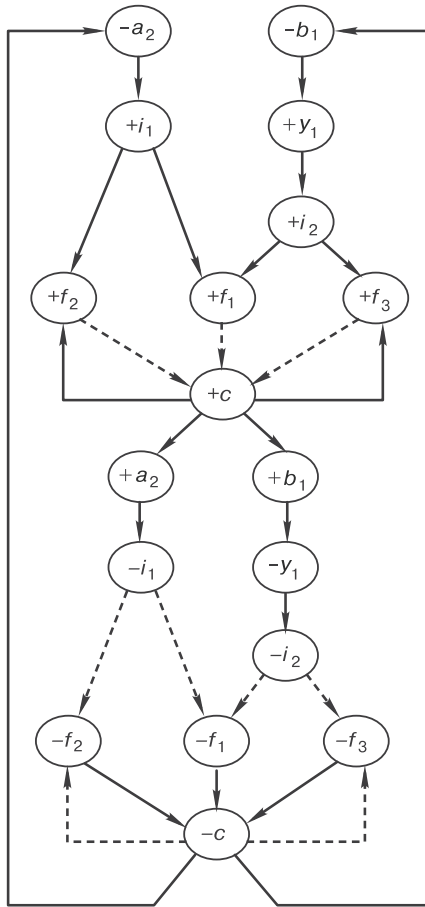 −a₂ −b₁
+i₁ +y₁
+i₂
+f₂ +f₁ +f₃
+c
+a₂ +b₁
−i₁ −y₁
−i₂
−f₂ −f₁ −f₃
−c